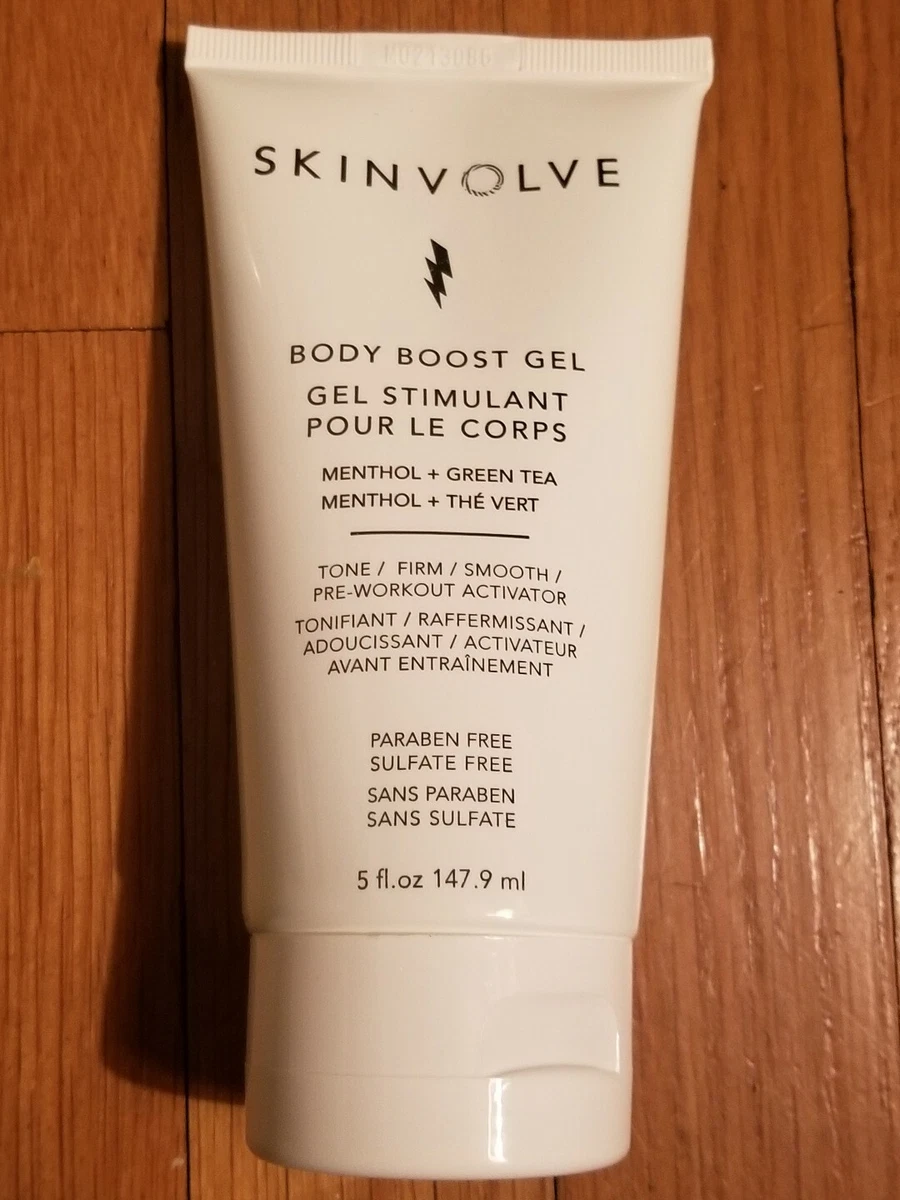 SKINVOLVE
BODY BOOST GEL
GEL STIMULANT
POUR LE CORPS
MENTHOL + GREEN TEA
MENTHOL + THÉ VERT
TONE / FIRM / SMOOTH /
PRE-WORKOUT ACTIVATOR
TONIFIANT / RAFFERMISSANT /
ADOUCISSANT / ACTIVATEUR
AVANT ENTRAÎNEMENT
PARABEN FREE
SULFATE FREE
SANS PARABEN
SANS SULFATE
5 fl.oz 147.9 ml